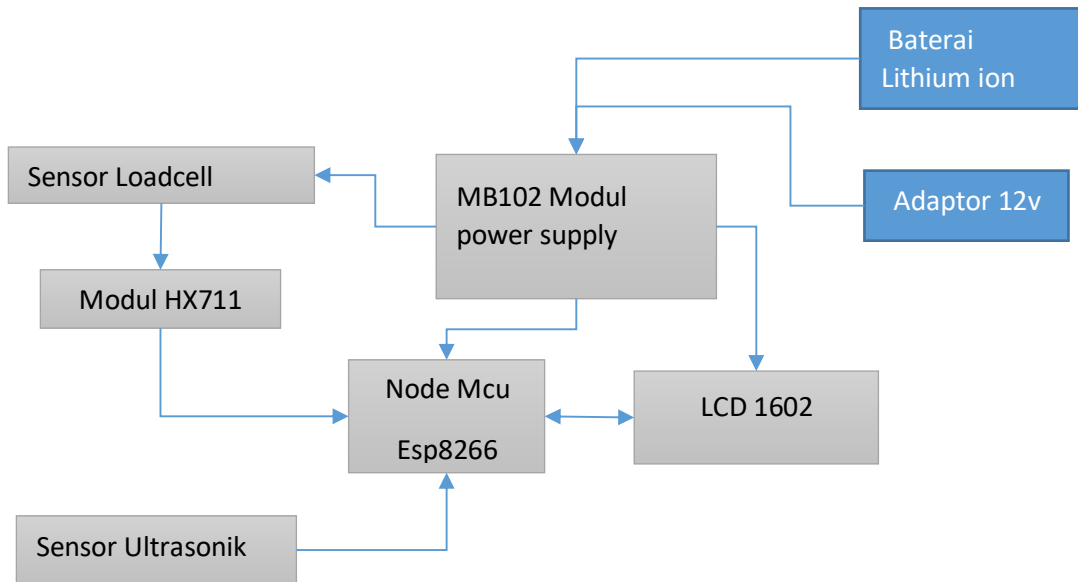 Baterai
Lithium ion
Sensor Loadcell
MB102 Modul
power supply
Adaptor 12v
Modul HX711
Node Mcu
Esp8266
LCD 1602
Sensor Ultrasonik